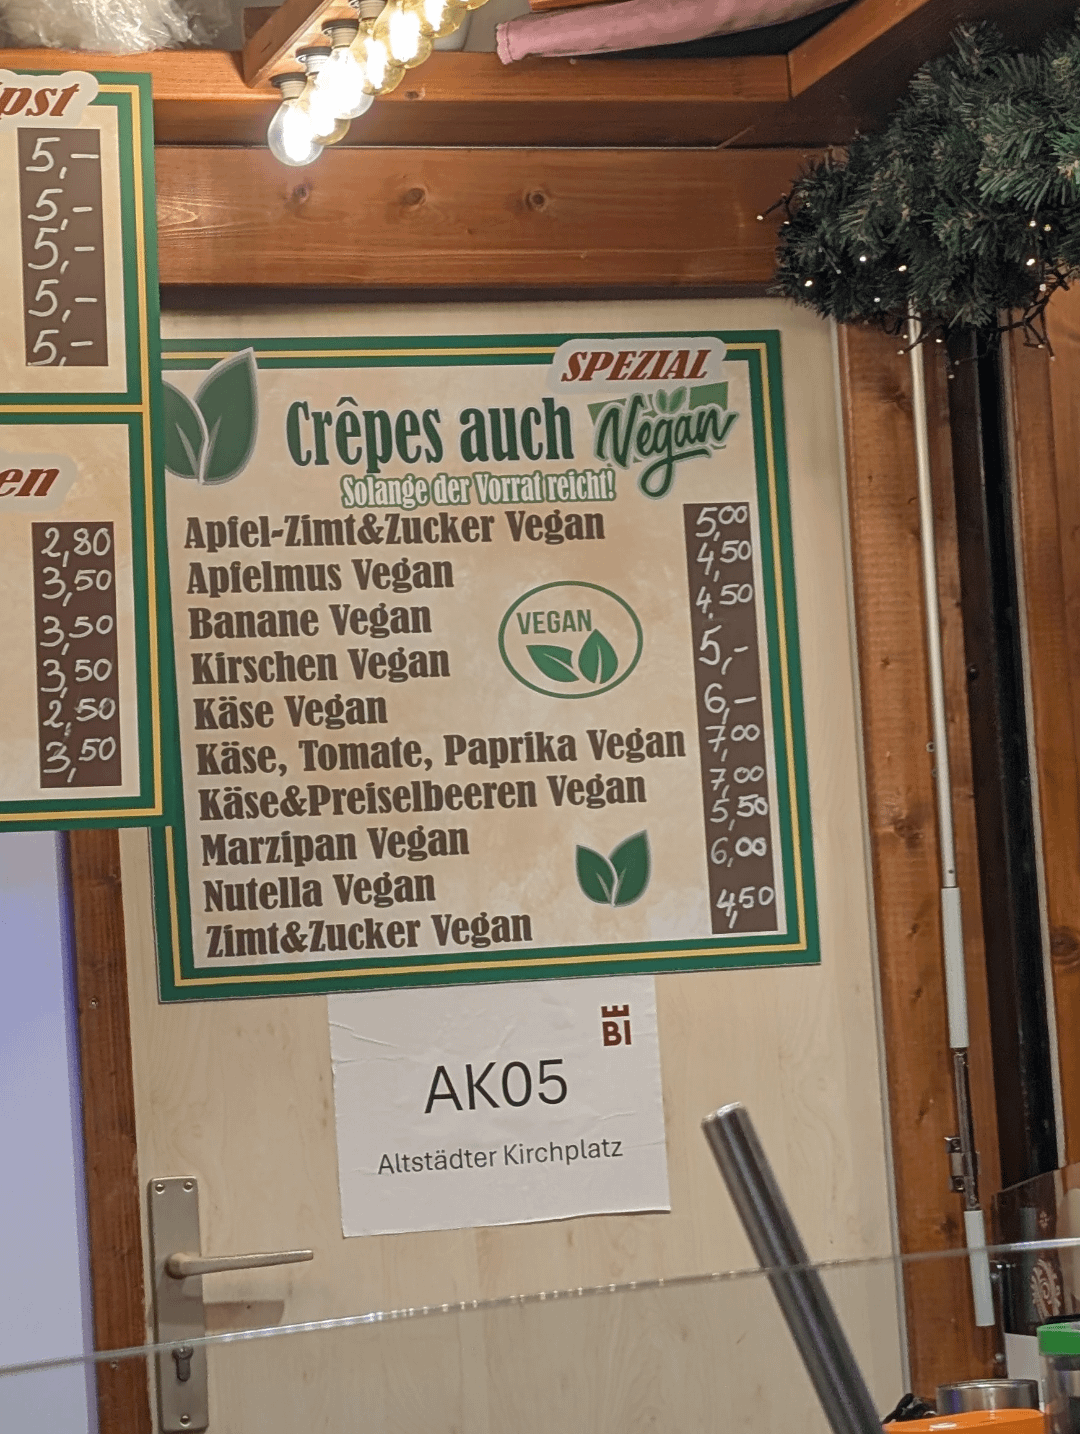 5,-
5,-
5,-
5,-
5,-
2,80
3,50
3,50
3,50
2,50
3,50
SPEZIAL
Crêpes auch Vegan
Solange der Vorrat reicht!
Apfel-Zimt&Zucker Vegan 5,00
Apfelmus Vegan 4,50
Banane Vegan 4,50
VEGAN
Kirschen Vegan 5,-
Käse Vegan 6,-
Käse, Tomate, Paprika Vegan 7,00
Käse&Preiselbeeren Vegan 7,00
Marzipan Vegan 5,50
Nutella Vegan 6,00
Zimt&Zucker Vegan 4,50
BI
AK05
Altstädter Kirchplatz